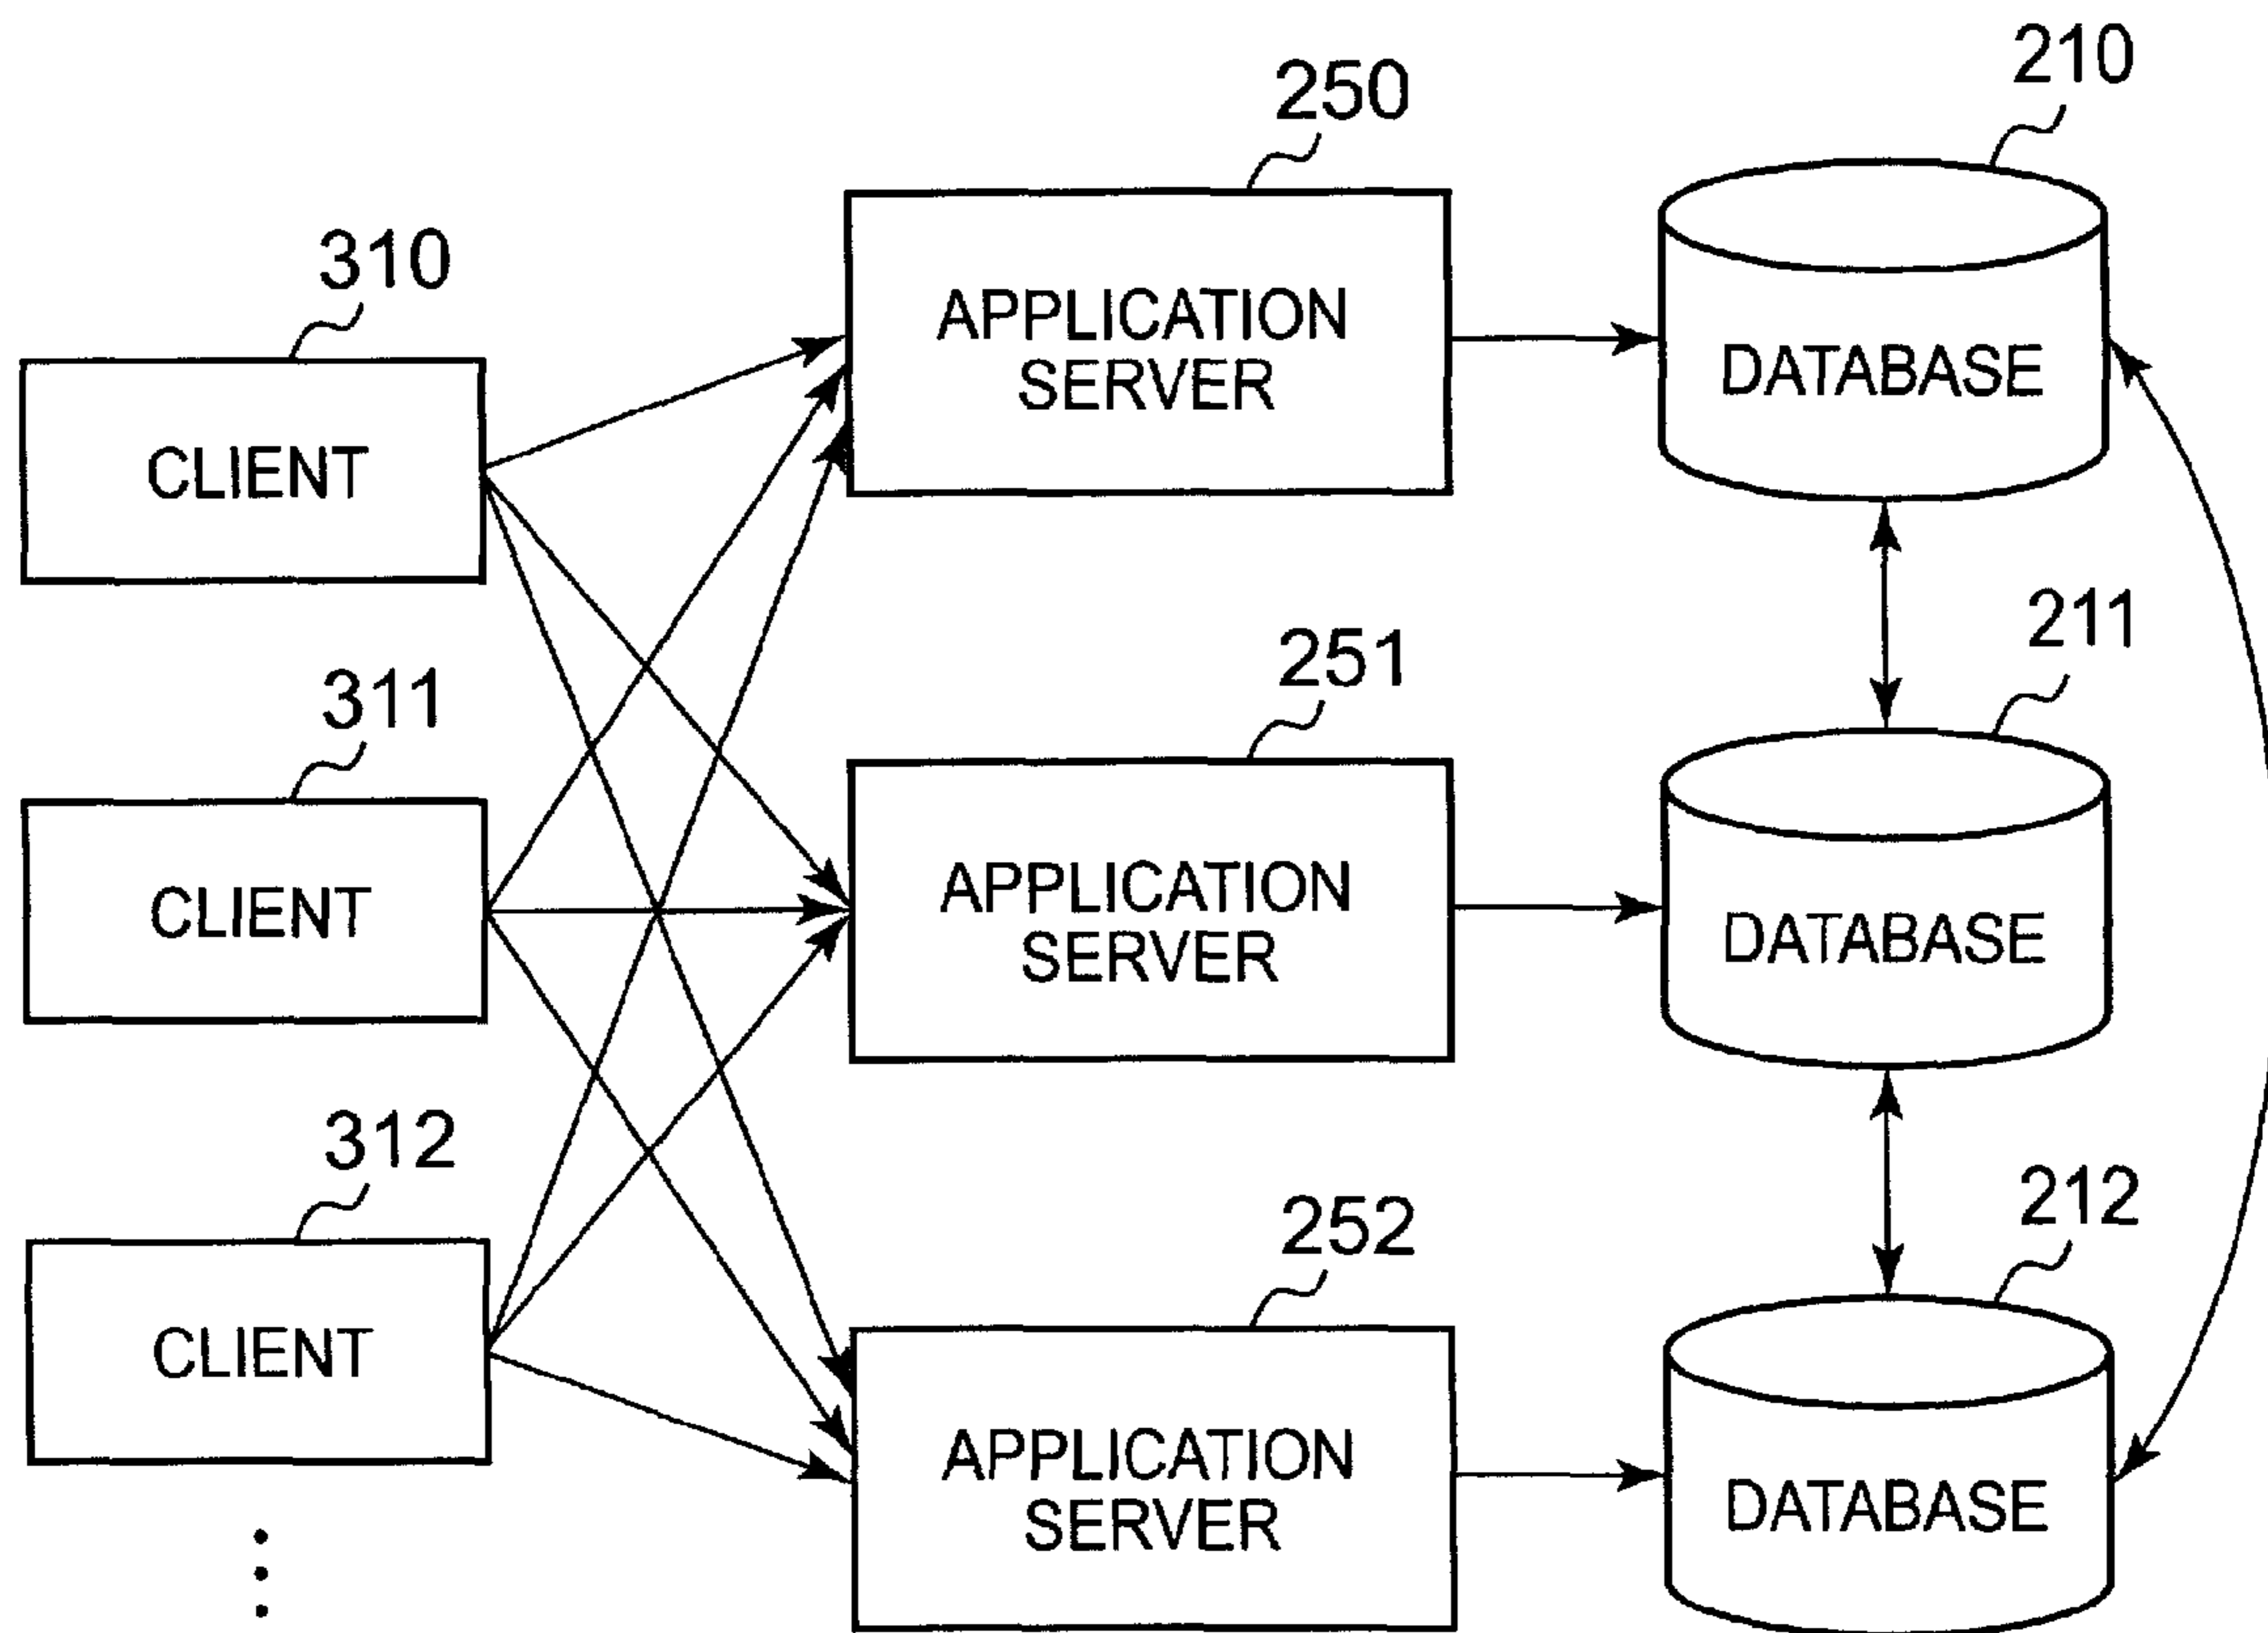 210
250
310
APPLICATION
SERVER
DATABASE
CLIENT
211
251
311
APPLICATION
SERVER
DATABASE
CLIENT
312
212
252
CLIENT
APPLICATION
SERVER
DATABASE